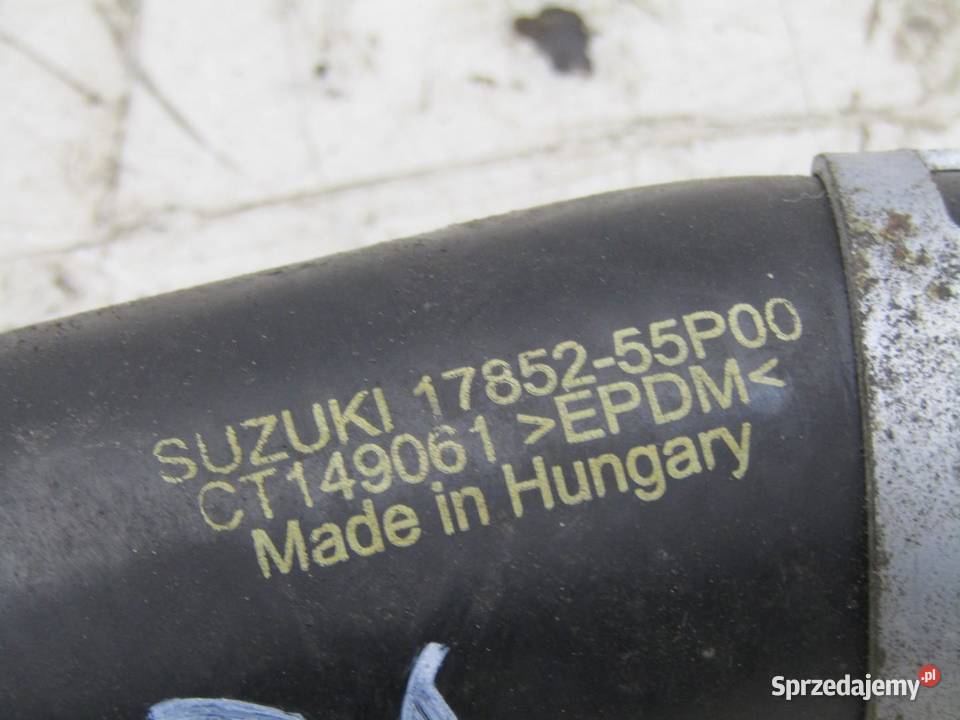 SUZUKI 17852-55P00
CT149061 >EPDM<
Made in Hungary
Sprzedajemy.pl